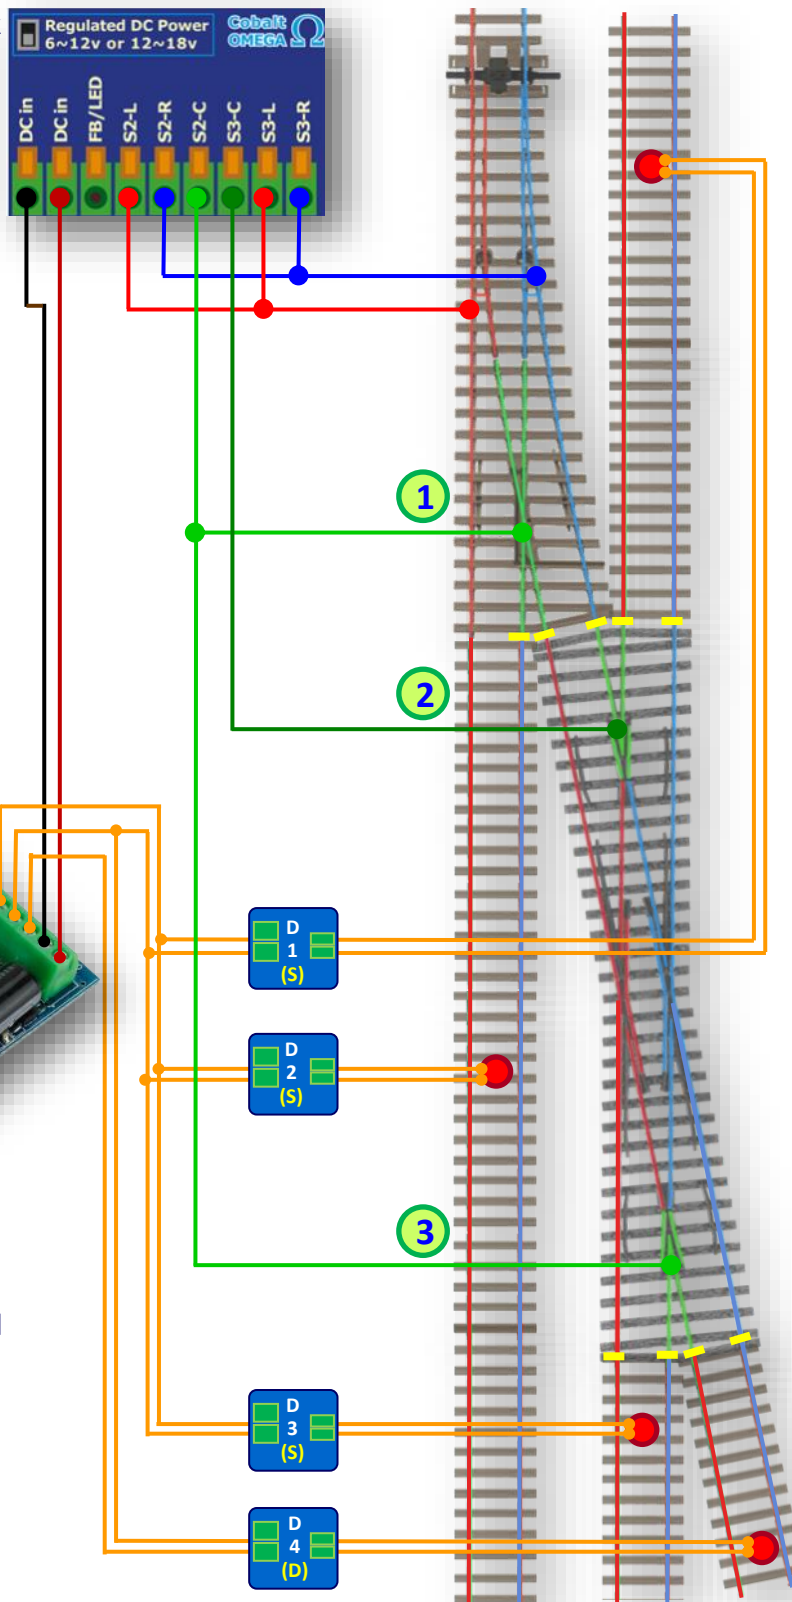 Regulated DC Power
6~12v or 12~18v
Cobalt
OMEGA
DC in
DC in
FB/LED
S2-L
S2-R
S2-C
S3-C
S3-L
S3-R
1
2
D
1
(S)
D
2
(S)
3
D
3
(S)
D
4
(D)